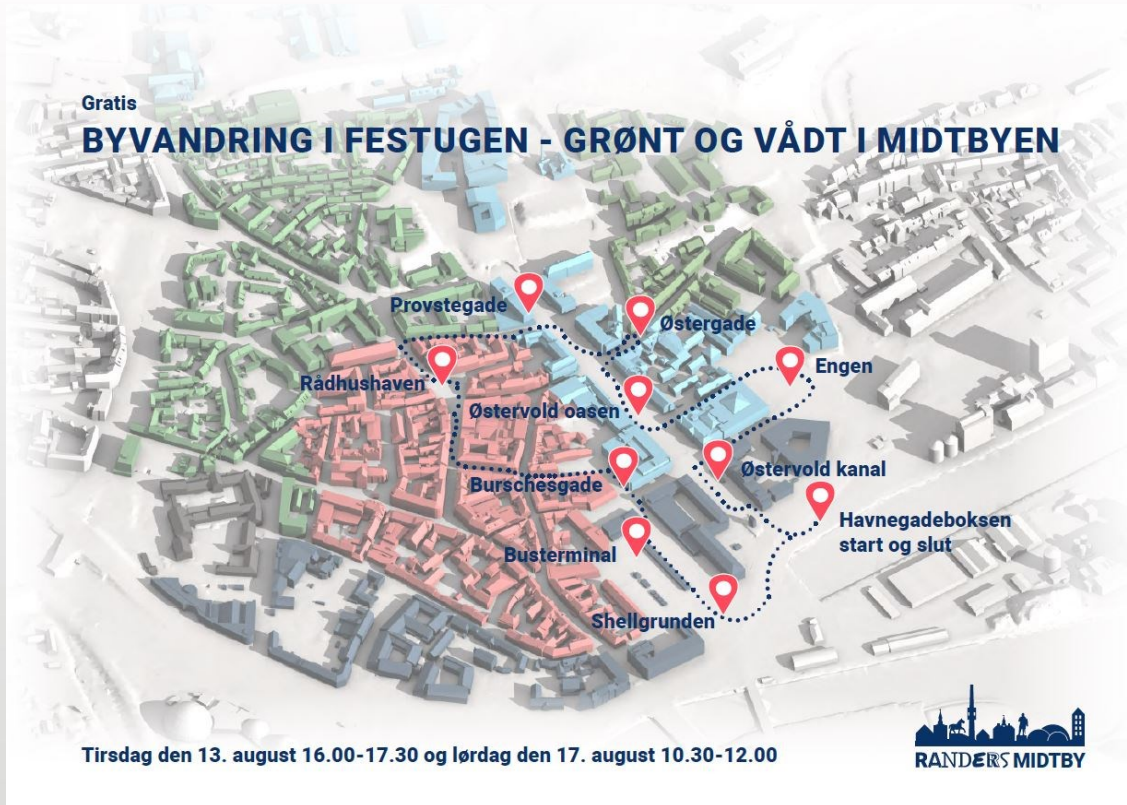 Gratis
BYVANDRING I FESTUGEN - GRØNT OG VÅDT I MIDTBYEN
Provstegade
Østergade
Engen
Rådhushaven
Østervold oasen
Østervold kanal
Burschesgade
Havnegadeboksen
start og slut
Busterminal
Shellgrunden
Tirsdag den 13. august 16.00-17.30 og lørdag den 17. august 10.30-12.00
RANDERS MIDTBY